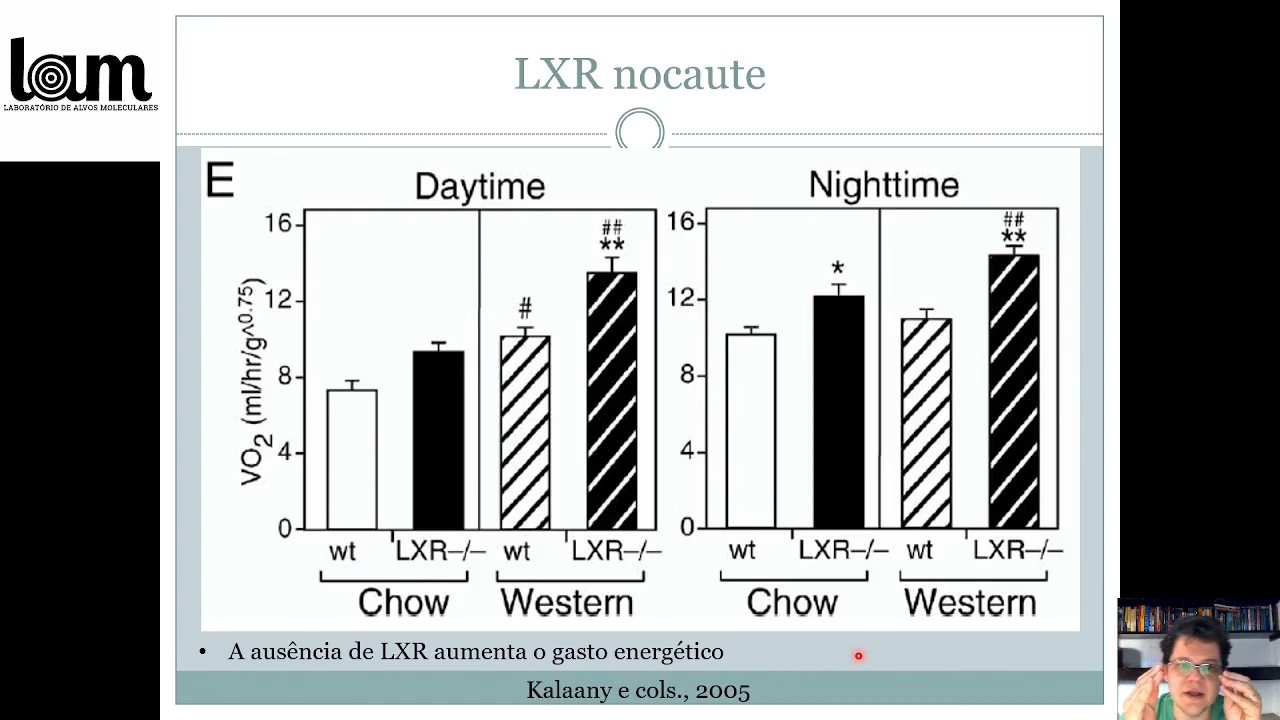 lam
LABORATÓRIO DE ALVOS MOLECULARES
LXR nocaute
E
Daytime
Nighttime
VO2 (ml/hr/g^0.75)
16
12
8
4
0
#
##
**
wt
LXR–/–
wt
LXR–/–
Chow
Western
16
12
8
4
0
*
##
**
wt
LXR–/–
wt
LXR–/–
Chow
Western
• A ausência de LXR aumenta o gasto energético
Kalaany e cols., 2005